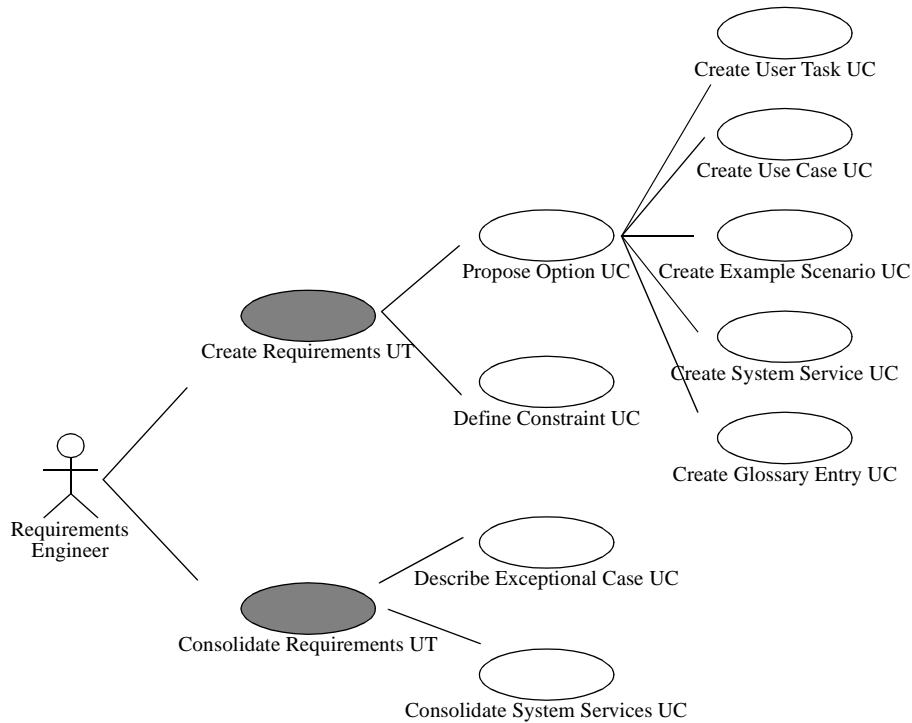 Create User Task UC
Create Use Case UC
Propose Option UC
Create Example Scenario UC
Create Requirements UT
Create System Service UC
Define Constraint UC
Create Glossary Entry UC
Requirements
Engineer
Describe Exceptional Case UC
Consolidate Requirements UT
Consolidate System Services UC